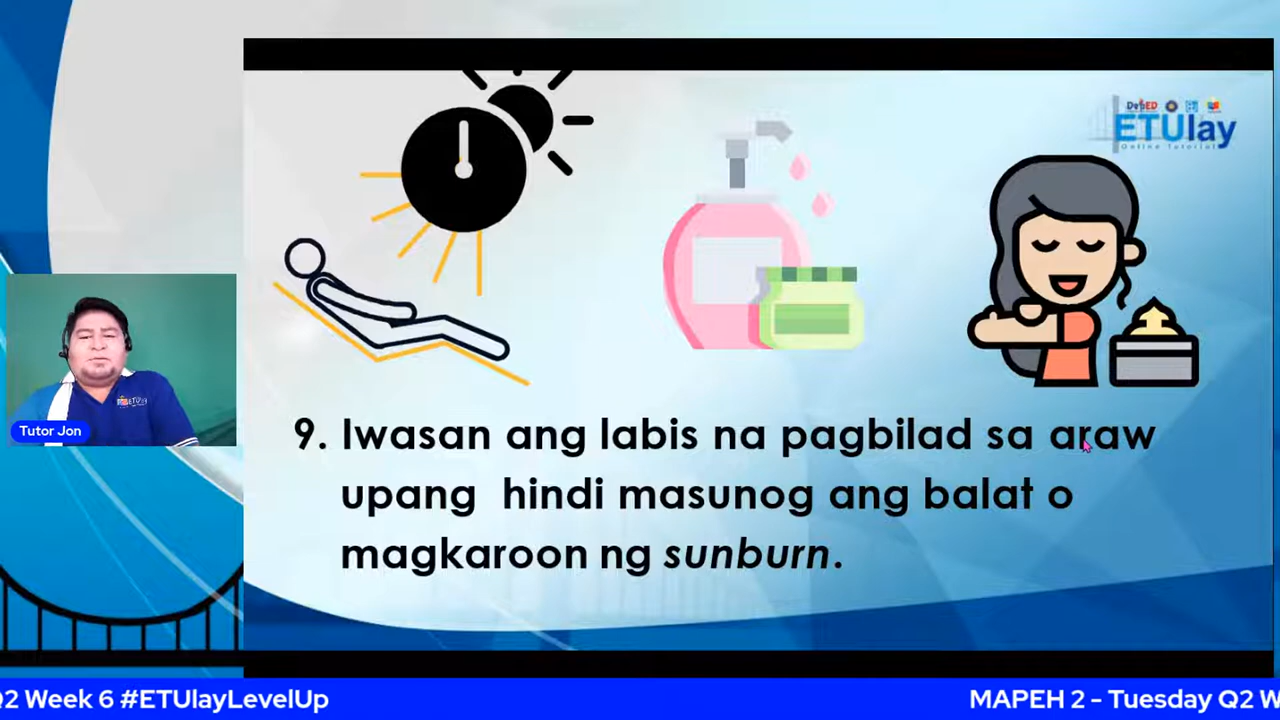 DepED
ETUlay
Online Tutorial
9. Iwasan ang labis na pagbilad sa araw
upang hindi masunog ang balat o
magkaroon ng sunburn.
Tutor Jon
Q2 Week 6 #ETUlayLevelUp
MAPEH 2 - Tuesday Q2 W